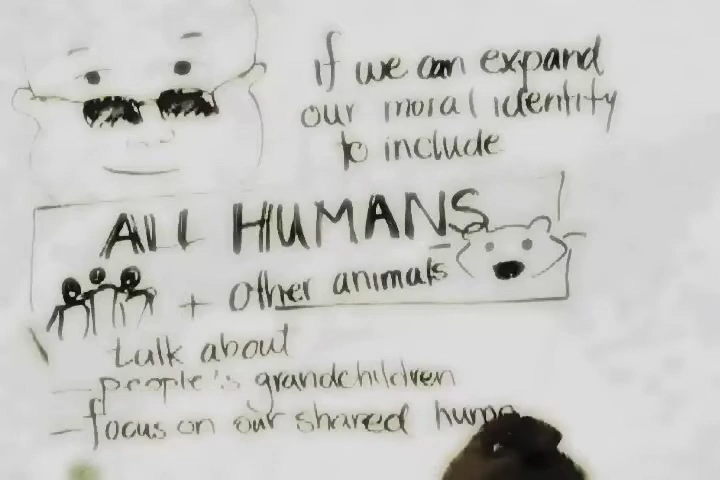 if we can expand
our moral identity
to include
ALL HUMANS
+ other animals
talk about
– people's grandchildren
– focus on our shared